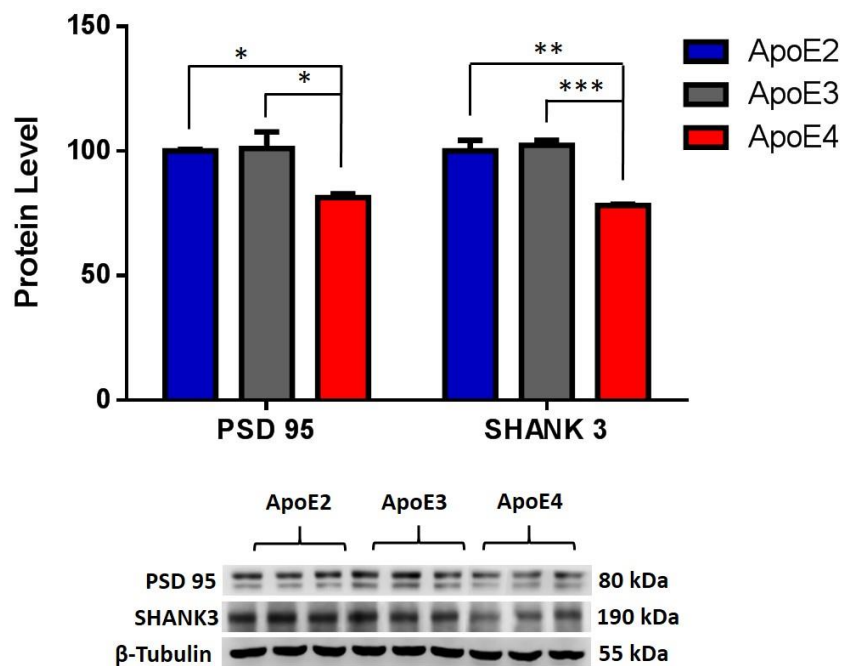 150
100
50
0
Protein Level
*
*
**
***
ApoE2
ApoE3
ApoE4
PSD 95
SHANK 3
ApoE2
ApoE3
ApoE4
PSD 95
80 kDa
SHANK3
190 kDa
β-Tubulin
55 kDa